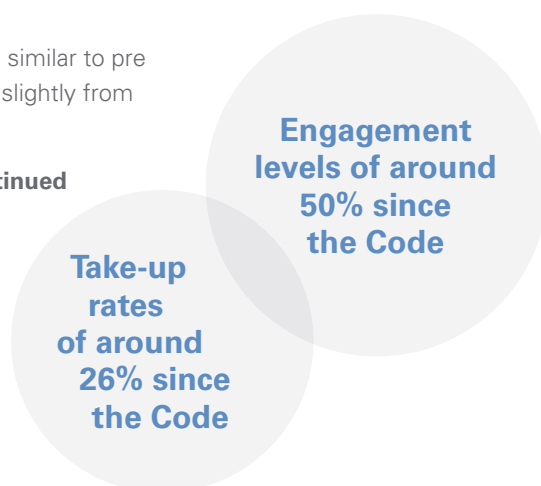 similar to pre
slightly from
tinued
Engagement
levels of around
50% since
the Code
Take-up
rates
of around
26% since
the Code